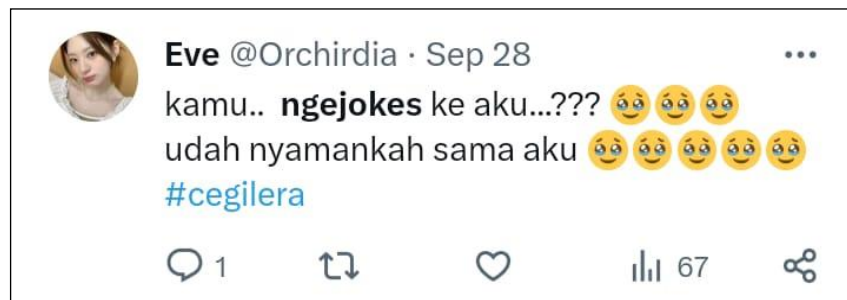 Eve @Orchirdia · Sep 28 ...
kamu.. ngejokes ke aku...??? 🥹🥹🥹
udah nyamankah sama aku 🥹🥹🥹🥹🥹
#cegilera
1 67